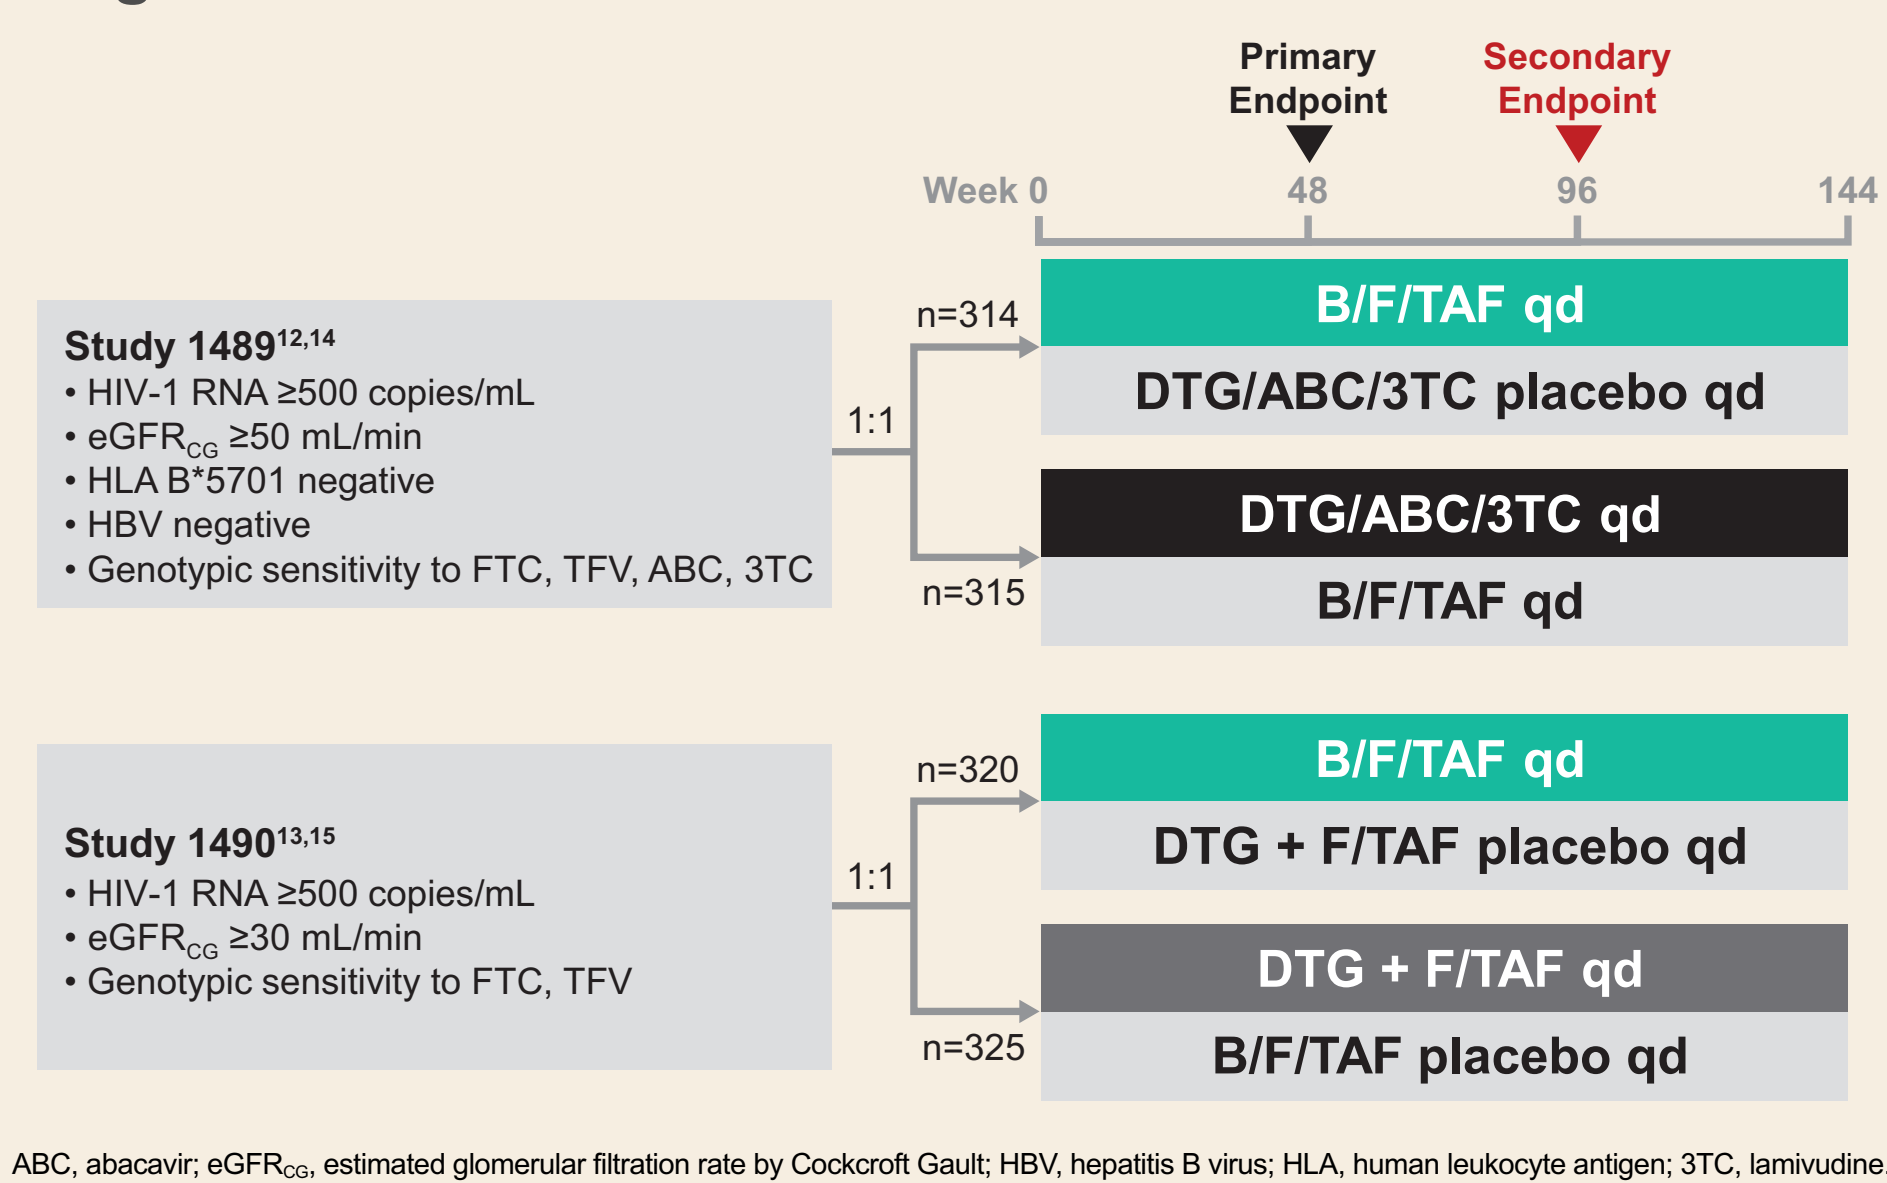 Primary
Endpoint
Secondary
Endpoint
Week 0 48 96 144
Study 1489¹²,¹⁴
• HIV-1 RNA ≥500 copies/mL
• eGFRCG ≥50 mL/min
• HLA B*5701 negative
• HBV negative
• Genotypic sensitivity to FTC, TFV, ABC, 3TC
1:1
n=314
n=315
B/F/TAF qd
DTG/ABC/3TC placebo qd
DTG/ABC/3TC qd
B/F/TAF qd
Study 1490¹³,¹⁵
• HIV-1 RNA ≥500 copies/mL
• eGFRCG ≥30 mL/min
• Genotypic sensitivity to FTC, TFV
1:1
n=320
n=325
B/F/TAF qd
DTG + F/TAF placebo qd
DTG + F/TAF qd
B/F/TAF placebo qd
ABC, abacavir; eGFRCG, estimated glomerular filtration rate by Cockcroft Gault; HBV, hepatitis B virus; HLA, human leukocyte antigen; 3TC, lamivudine.